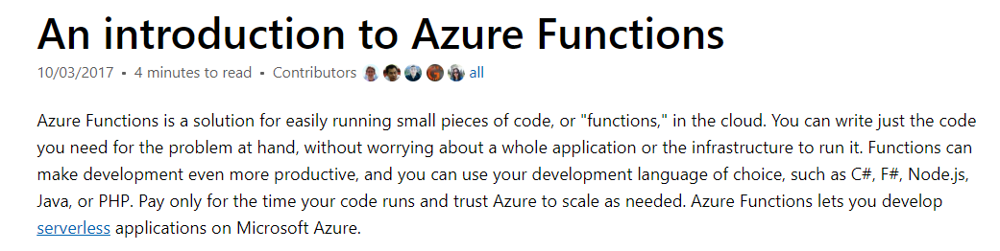 An introduction to Azure Functions
10/03/2017 • 4 minutes to read • Contributors all
Azure Functions is a solution for easily running small pieces of code, or "functions," in the cloud. You can write just the code
you need for the problem at hand, without worrying about a whole application or the infrastructure to run it. Functions can
make development even more productive, and you can use your development language of choice, such as C#, F#, Node.js,
Java, or PHP. Pay only for the time your code runs and trust Azure to scale as needed. Azure Functions lets you develop
serverless applications on Microsoft Azure.